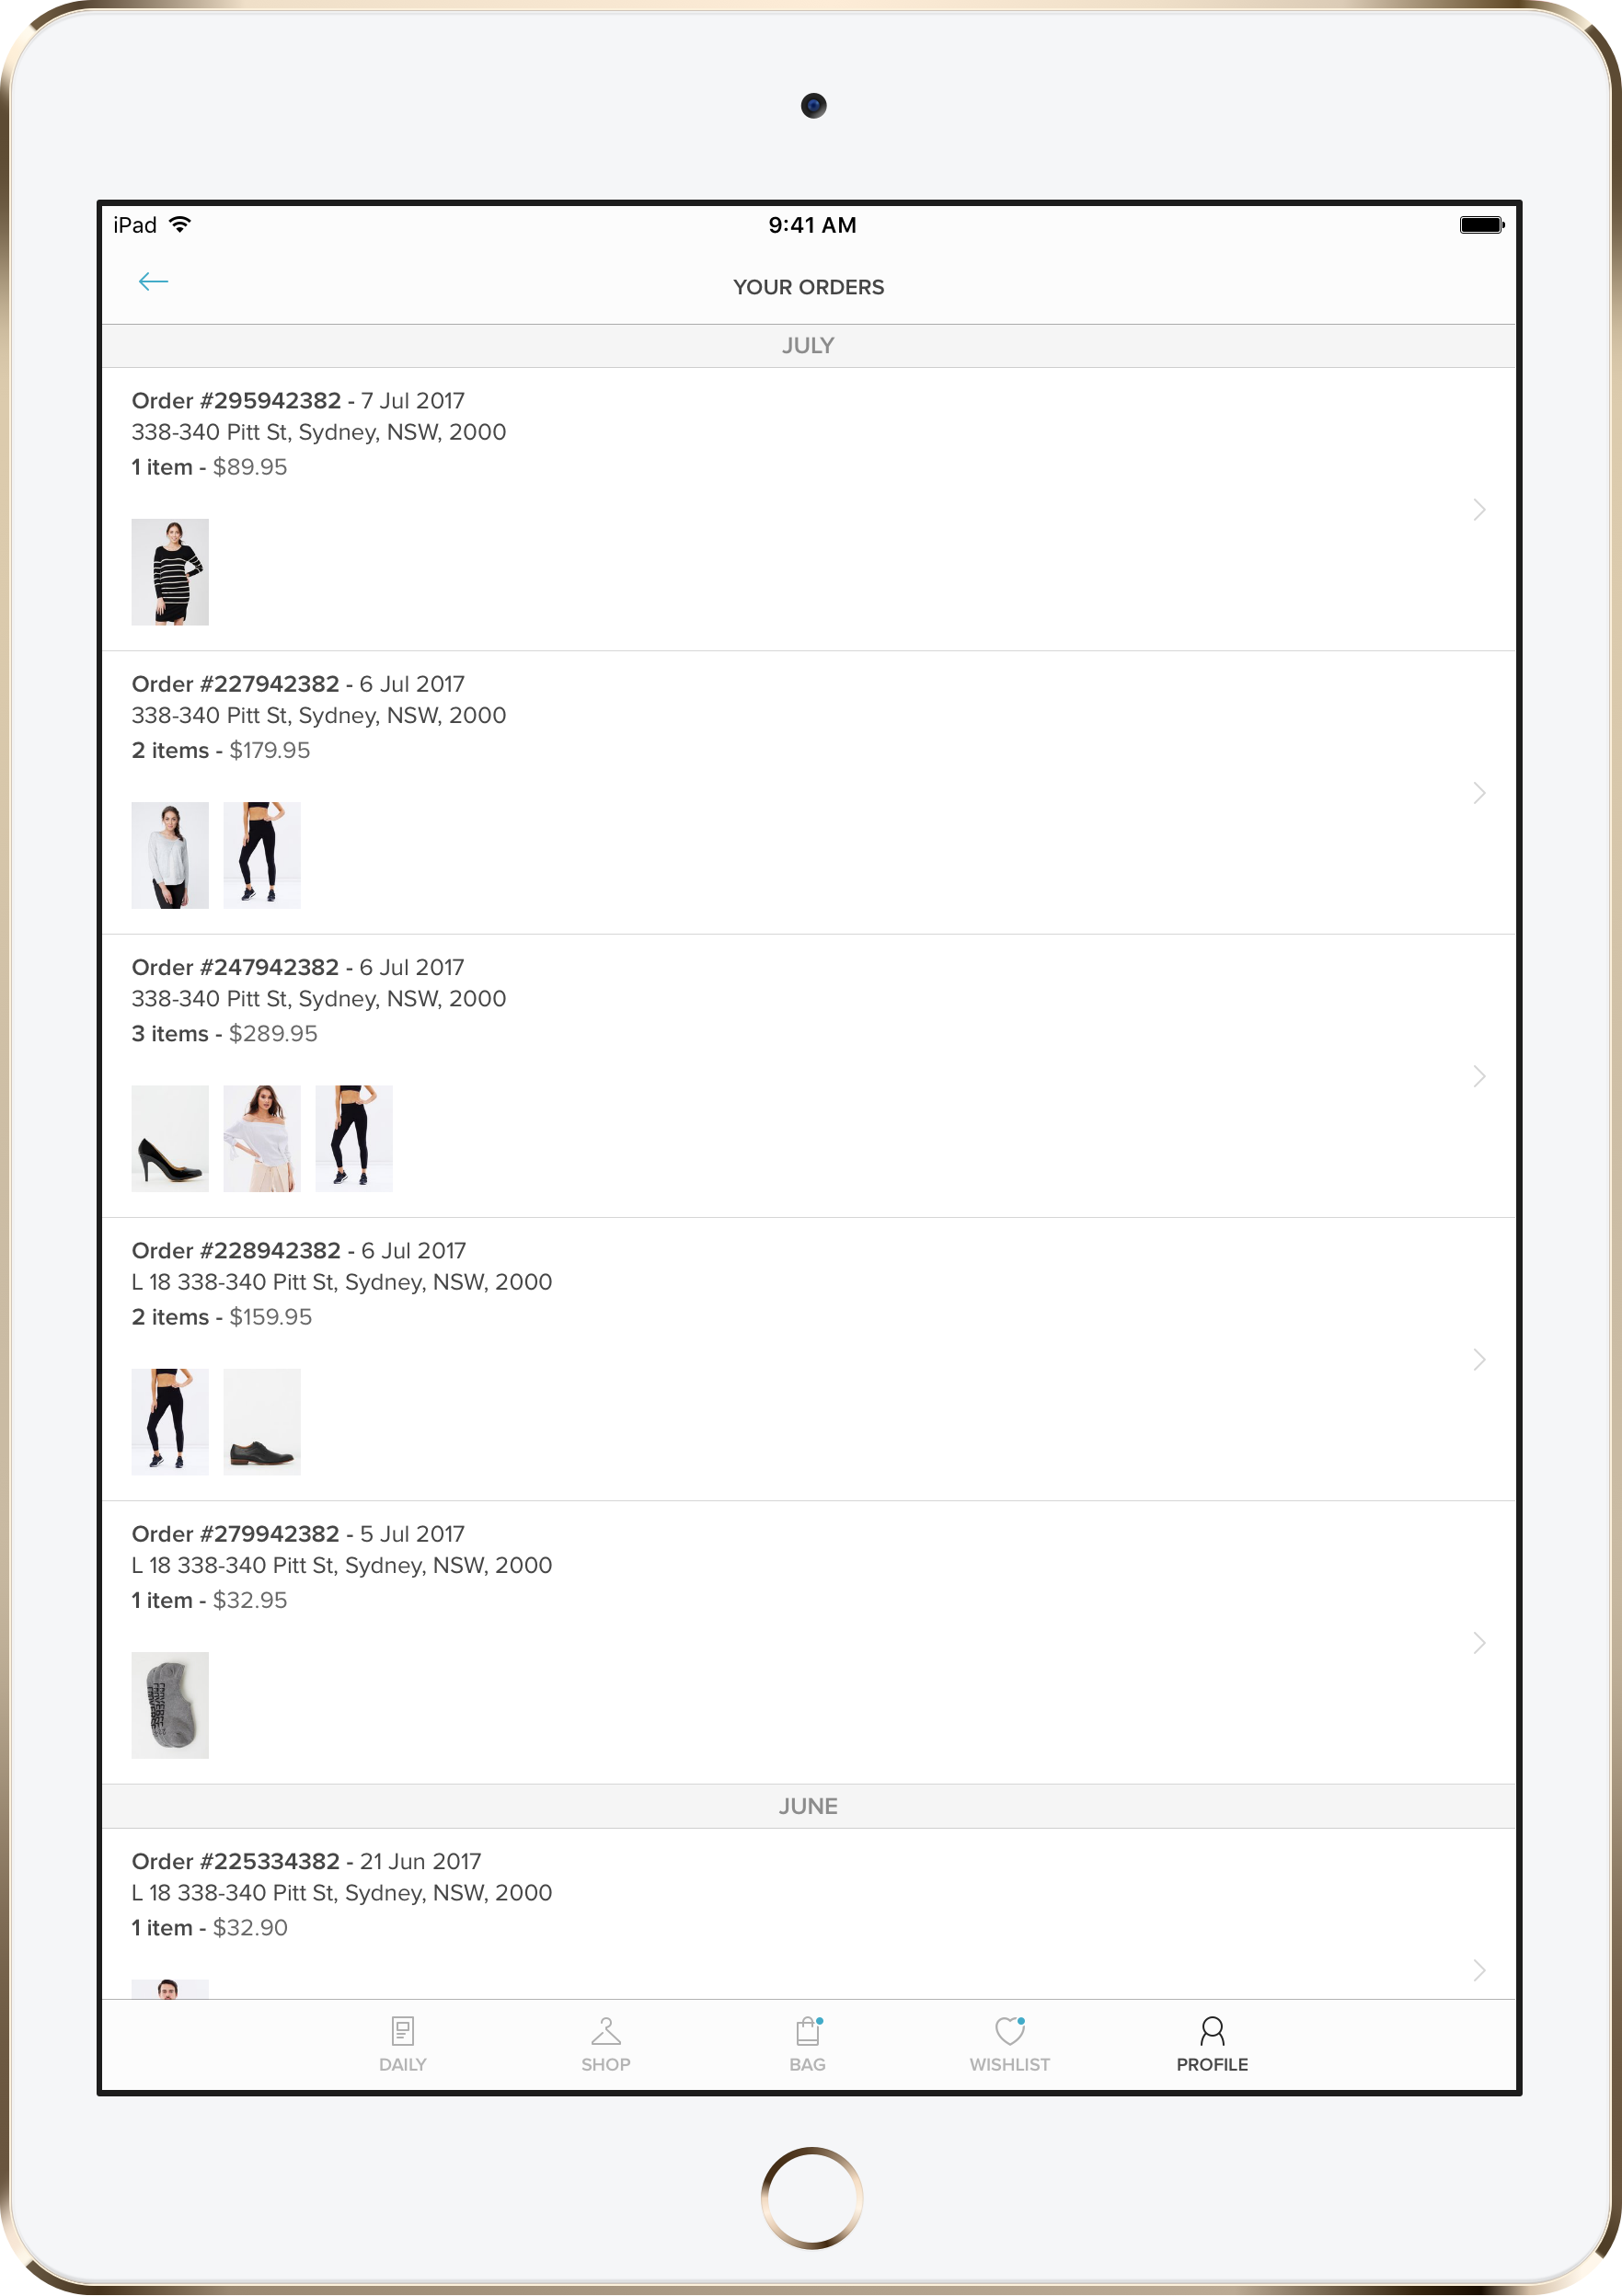 iPad
9:41 AM
YOUR ORDERS
JULY
Order #295942382 - 7 Jul 2017
338-340 Pitt St, Sydney, NSW, 2000
1 item - $89.95
Order #227942382 - 6 Jul 2017
338-340 Pitt St, Sydney, NSW, 2000
2 items - $179.95
Order #247942382 - 6 Jul 2017
338-340 Pitt St, Sydney, NSW, 2000
3 items - $289.95
Order #228942382 - 6 Jul 2017
L 18 338-340 Pitt St, Sydney, NSW, 2000
2 items - $159.95
Order #279942382 - 5 Jul 2017
L 18 338-340 Pitt St, Sydney, NSW, 2000
1 item - $32.95
JUNE
Order #225334382 - 21 Jun 2017
L 18 338-340 Pitt St, Sydney, NSW, 2000
1 item - $32.90
DAILY
SHOP
BAG
WISHLIST
PROFILE